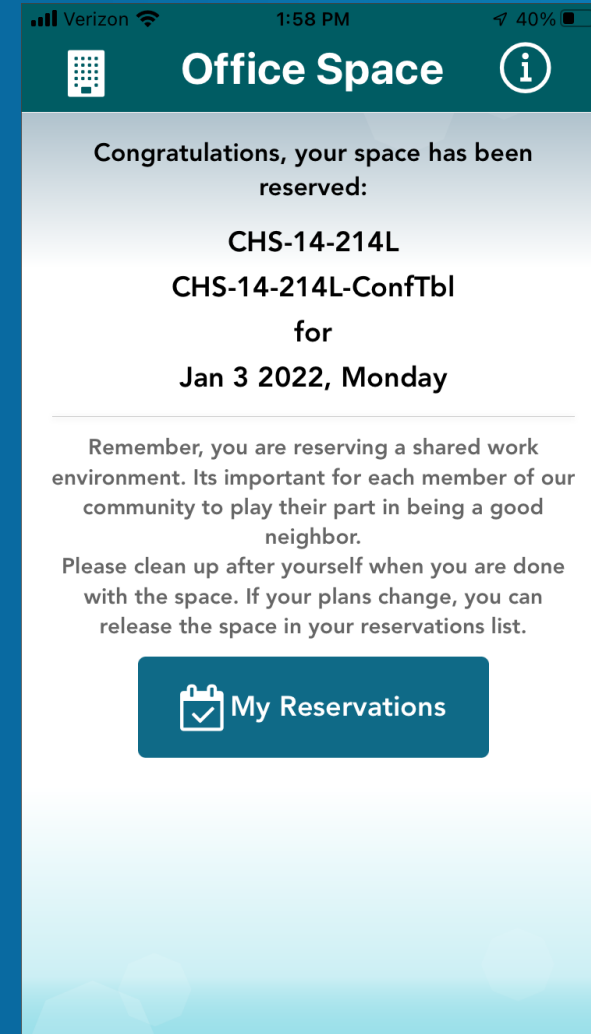 Verizon 1:58 PM 40%
Office Space
Congratulations, your space has been
reserved:
CHS-14-214L
CHS-14-214L-ConfTbl
for
Jan 3 2022, Monday
Remember, you are reserving a shared work
environment. Its important for each member of our
community to play their part in being a good
neighbor.
Please clean up after yourself when you are done
with the space. If your plans change, you can
release the space in your reservations list.
My Reservations